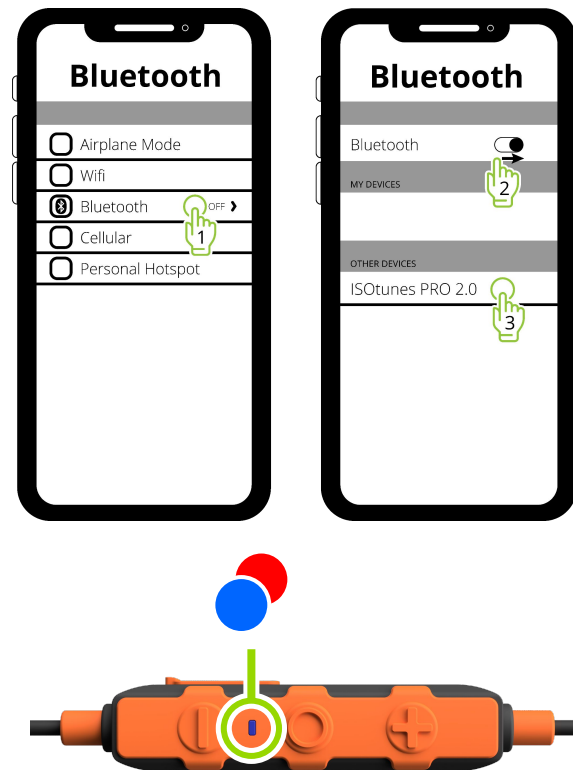 Bluetooth
Airplane Mode
Wifi
Bluetooth OFF
1
Cellular
Personal Hotspot
Bluetooth
Bluetooth
2
MY DEVICES
OTHER DEVICES
ISOtunes PRO 2.0
3